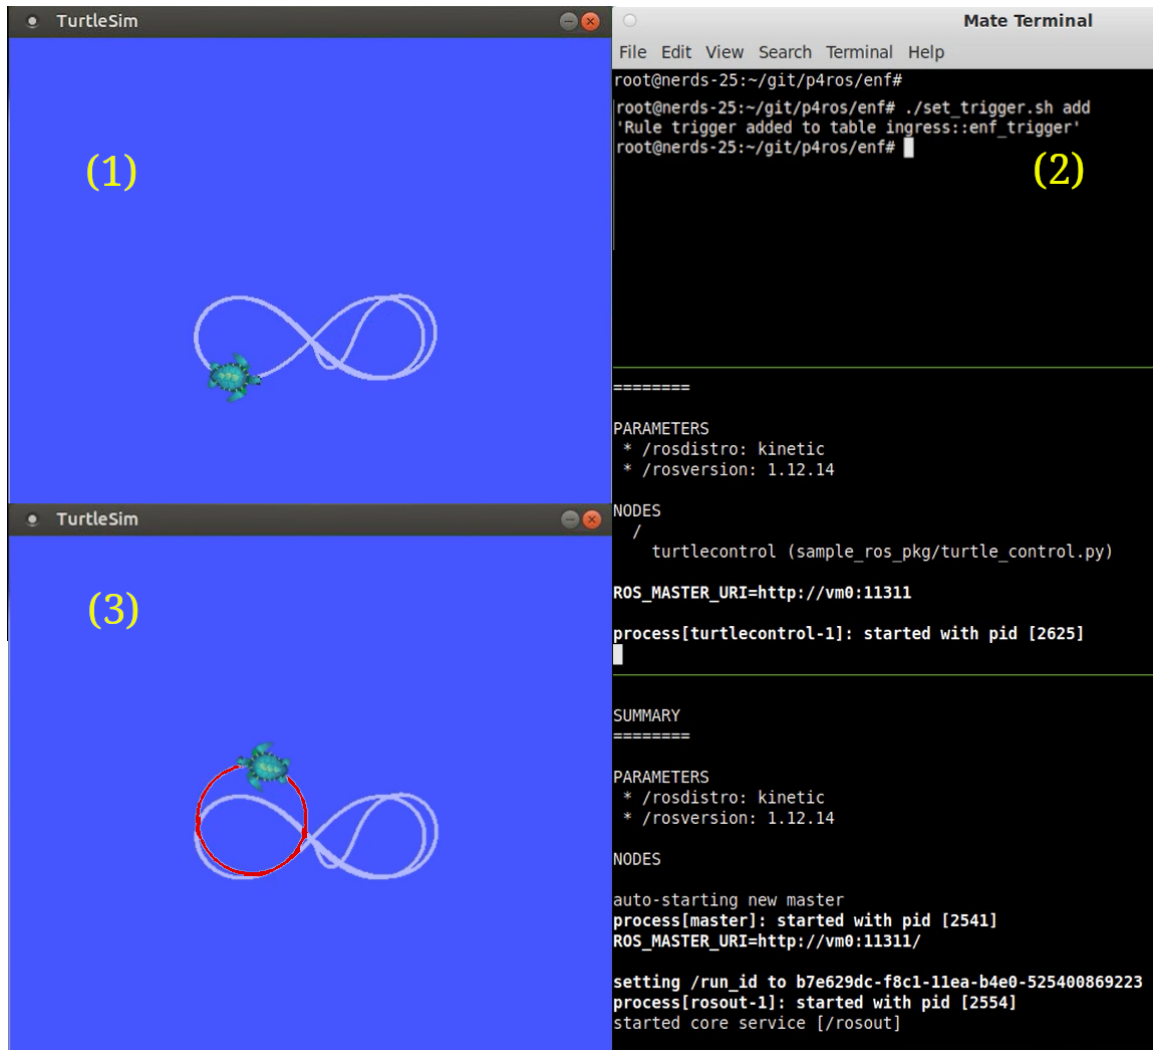 TurtleSim
(1)
TurtleSim
(3)
Mate Terminal
File Edit View Search Terminal Help
root@nerds-25:~/git/p4ros/enf#
root@nerds-25:~/git/p4ros/enf# ./set_trigger.sh add
'Rule trigger added to table ingress::enf_trigger'
root@nerds-25:~/git/p4ros/enf#
(2)
========
PARAMETERS
* /rosdistro: kinetic
* /rosversion: 1.12.14
NODES
/
turtlecontrol (sample_ros_pkg/turtle_control.py)
ROS_MASTER_URI=http://vm0:11311
process[turtlecontrol-1]: started with pid [2625]
SUMMARY
========
PARAMETERS
* /rosdistro: kinetic
* /rosversion: 1.12.14
NODES
auto-starting new master
process[master]: started with pid [2541]
ROS_MASTER_URI=http://vm0:11311/
setting /run_id to b7e629dc-f8c1-11ea-b4e0-525400869223
process[rosout-1]: started with pid [2554]
started core service [/rosout]